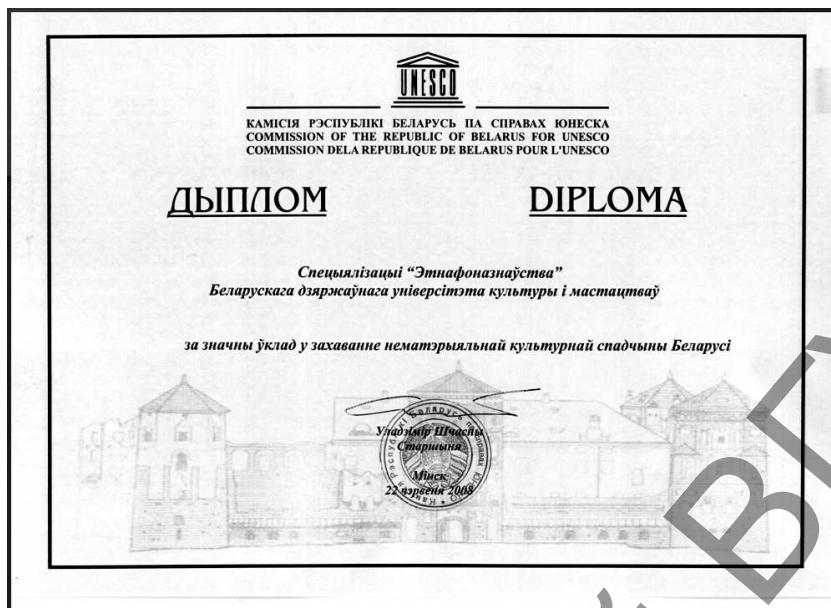 UNESCO
КАМІСІЯ РЭСПУБЛІКІ БЕЛАРУСЬ ПА СПРАВАХ ЮНЕСКА
COMMISSION OF THE REPUBLIC OF BELARUS FOR UNESCO
COMMISSION DELA REPUBLIQUE DE BELARUS POUR L'UNESCO
ДЫПЛОМ DIPLOMA
Спецыялізацыі “Этнафоназнаўства”
Беларускага дзяржаўнага універсітэта культуры і мастацтваў
за значны ўклад у захаванне нематэрыяльнай культурнай спадчыны Беларусі
Уладзімір Шчасны
Старшыня
Мінск
22 чэрвеня 2008